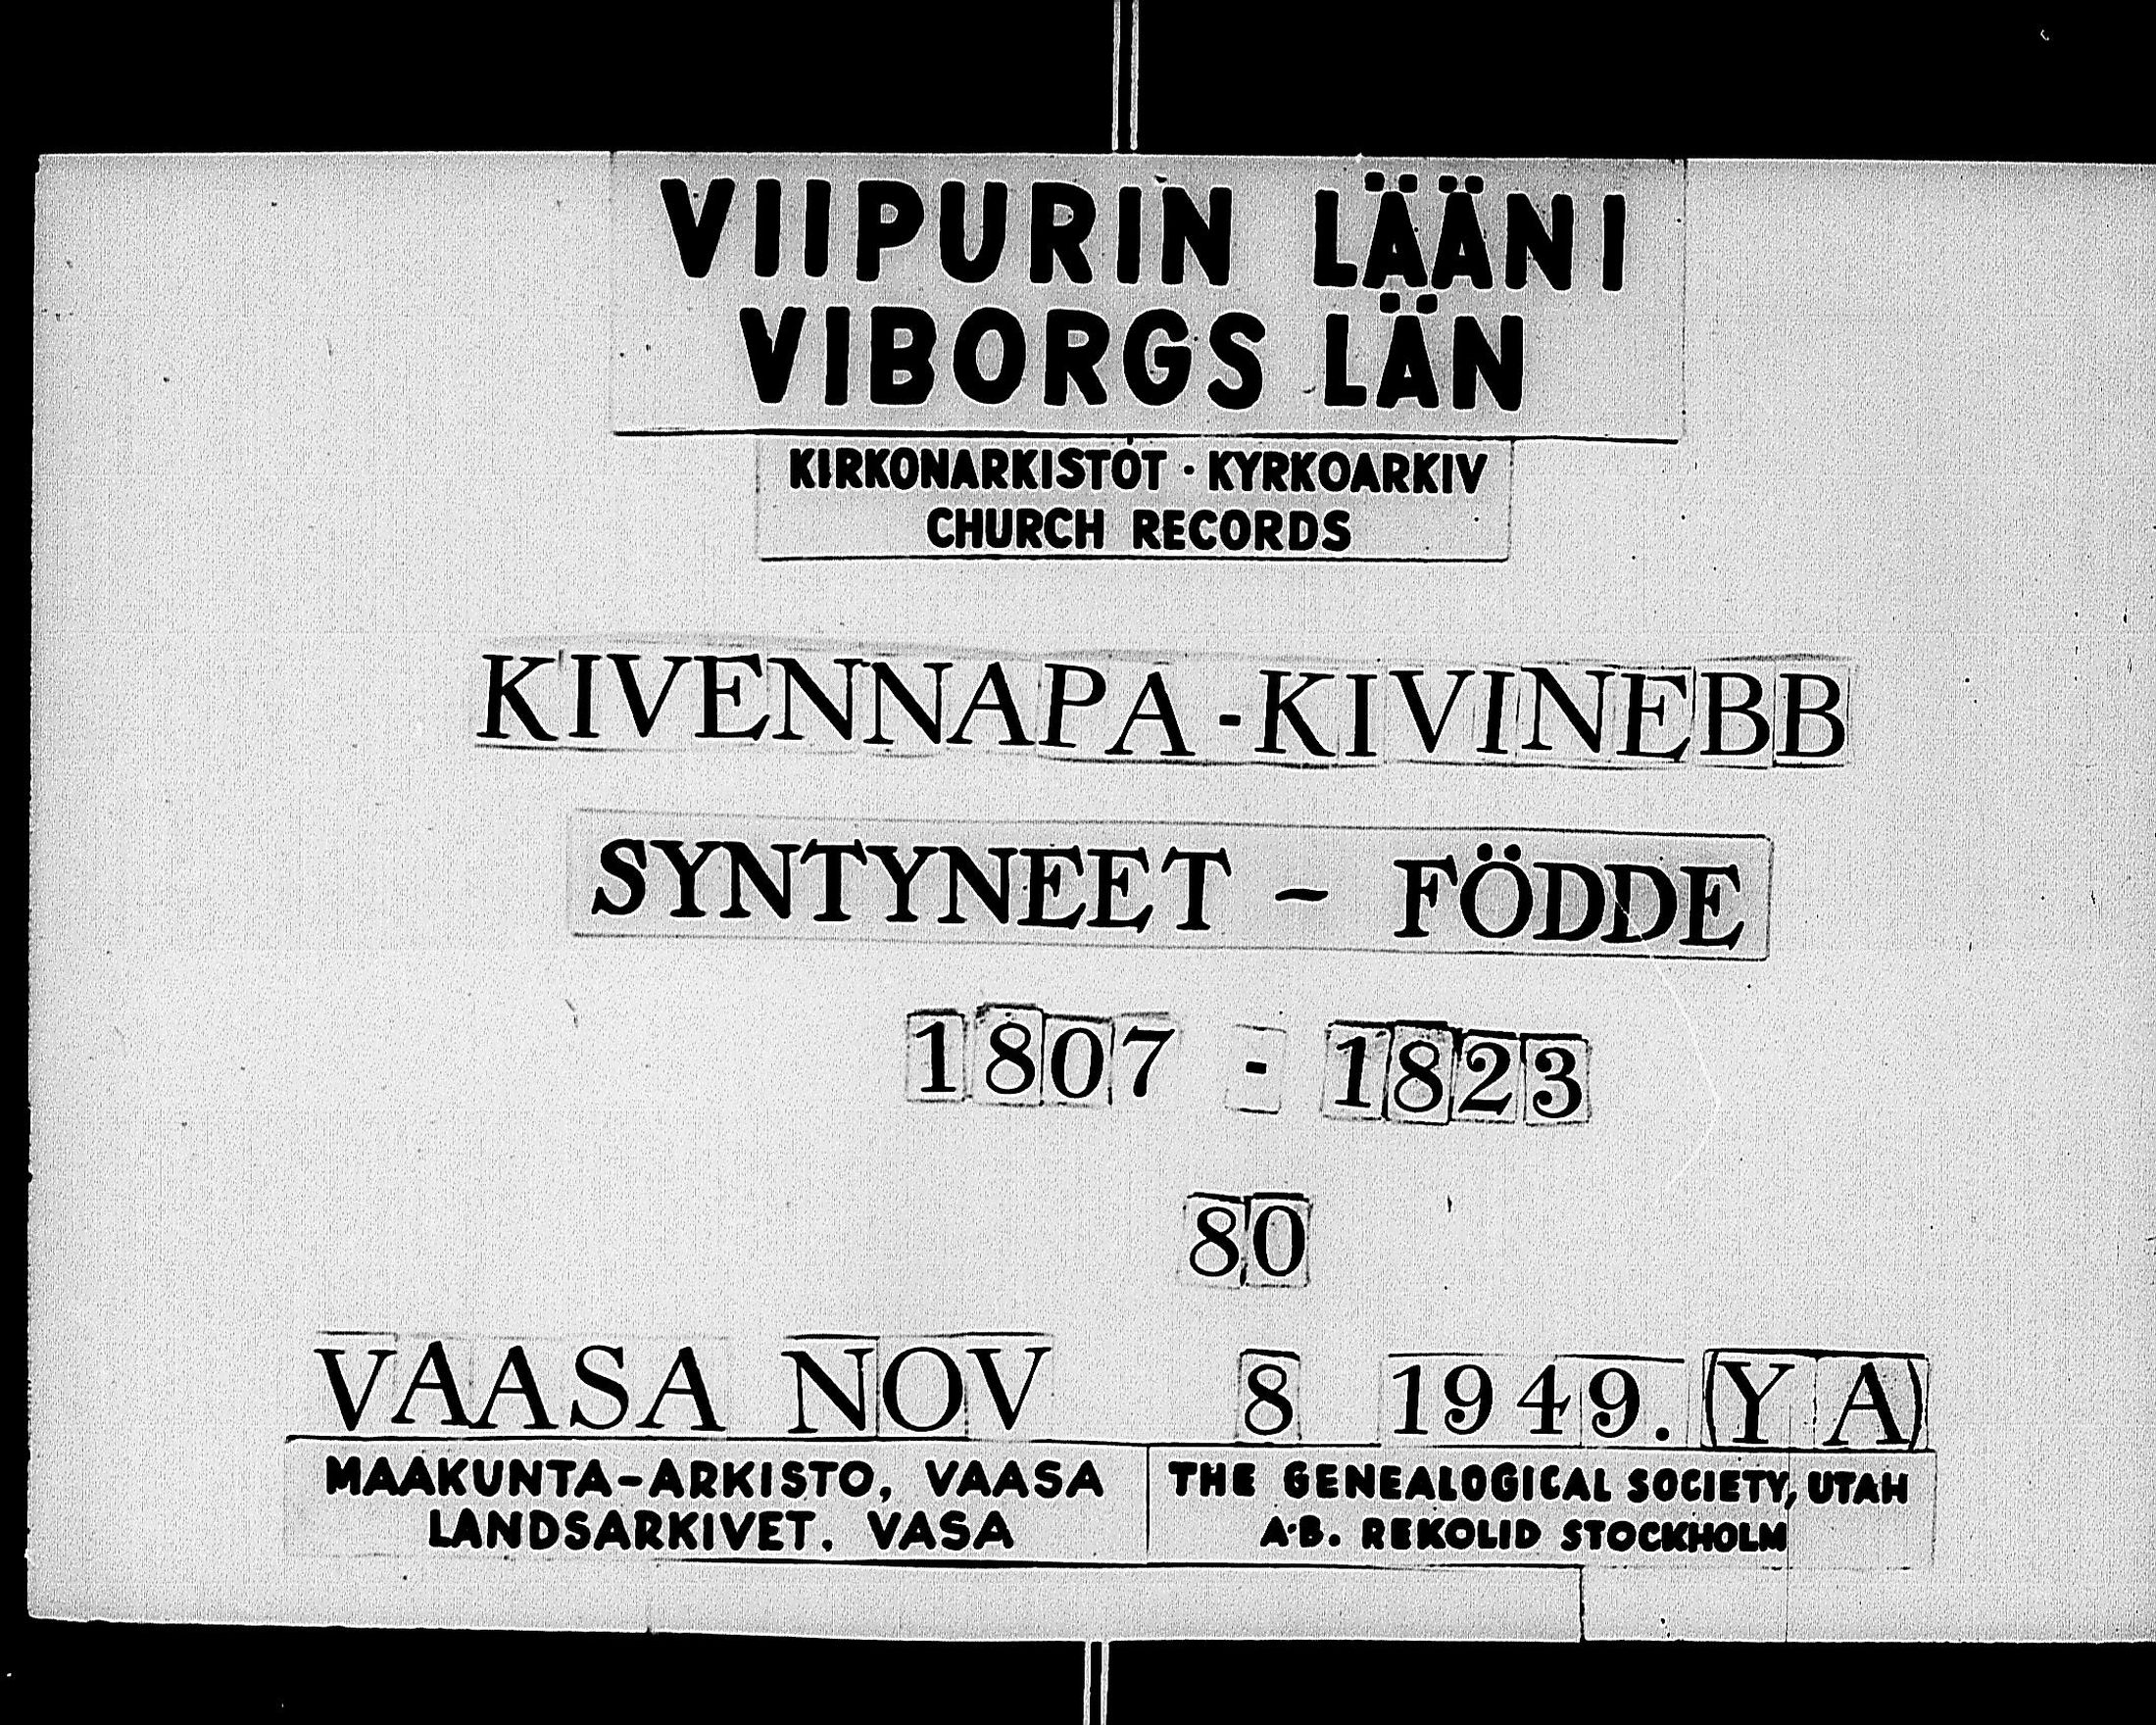 VIIPURIN LÄÄNI
VIBORGS LÄN
KIRKONARKISTOT · KYRKOARKIV
CHURCH RECORDS
KIVENNAPA-KIVINEBB
SYNTYNEET - FÖDDE
1807 - 1823
80
VAASA NOV 8 1949. (YA)
MAAKUNTA-ARKISTO, VAASA
LANDSARKIVET. VASA
THE GENEALOGICAL SOCIETY, UTAH
A·B. REKOLID STOCKHOLM